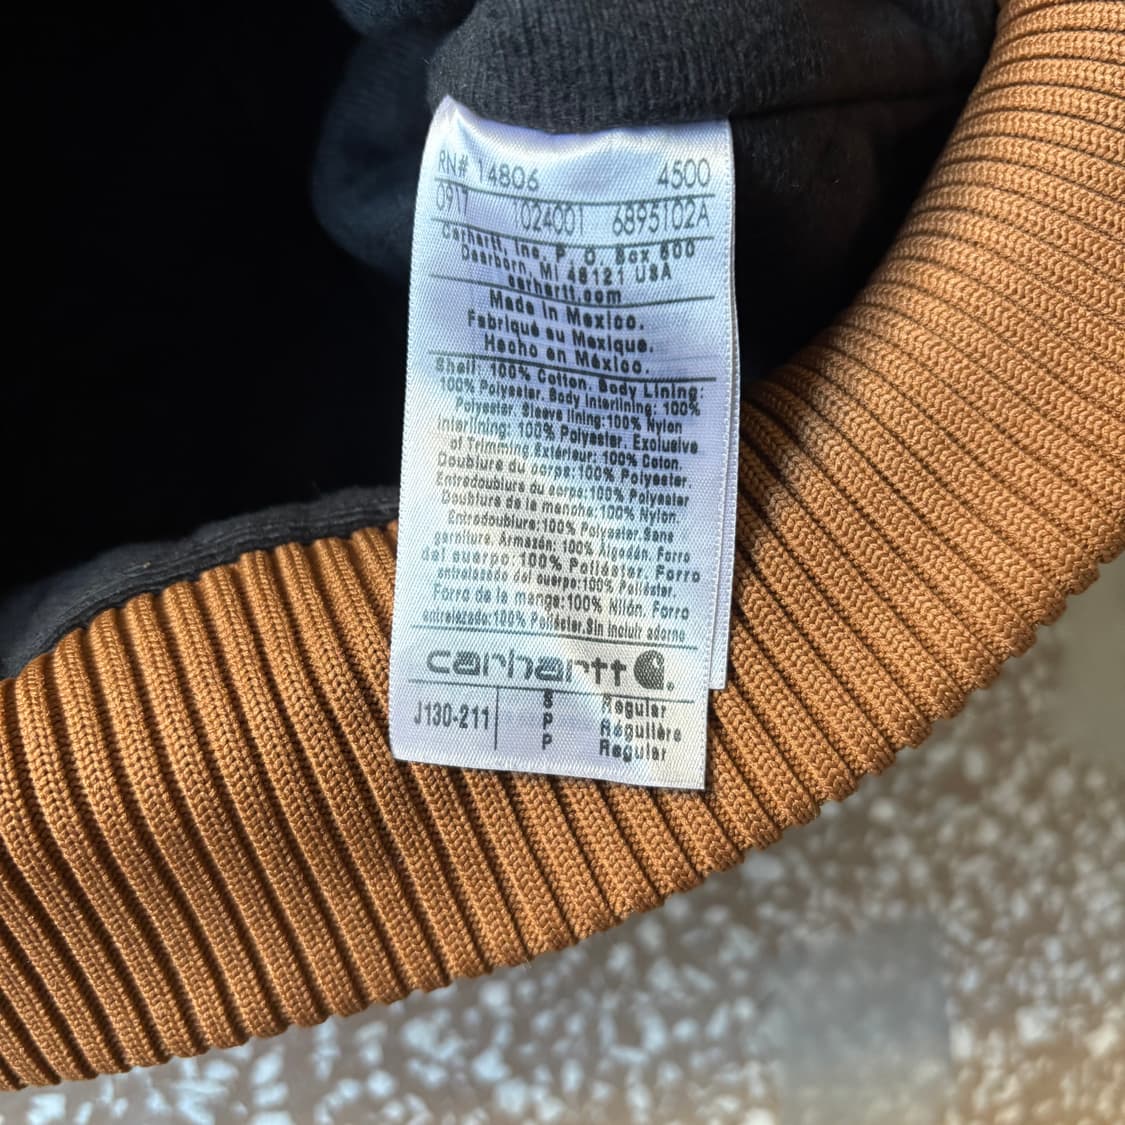 RN# 14806 4500
0917 1024001 6895102A
Carhartt, Inc. P. O. Box 600
Dearborn, MI 48121 USA
carhartt.com
Made in Mexico.
Fabriqué au Mexique.
Hecho en México.
Shell: 100% Cotton. Body Lining:
100% Polyester. Body Interlining: 100%
Polyester. Sleeve lining:100% Nylon
Interlining: 100% Polyester. Exclusive
of Trimming.Extérieur: 100% Coton.
Doublure du corps:100% Polyester
Entredoublure du corps:100% Polyester
Doublure de la manche:100% Nylon.
Entredoublure:100% Polyester.Sans
garniture. Armazón: 100% Algodón. Forro
del cuerpo: 100% Poliéster. Forro
entrelazado del cuerpo:100% Poliéster.
Forro de la manga:100% Nilón. Forro
entrelazado:100% Poliéster.Sin incluir adorno
carhartt
J130-211 S Regular
P Régulière
P Regular